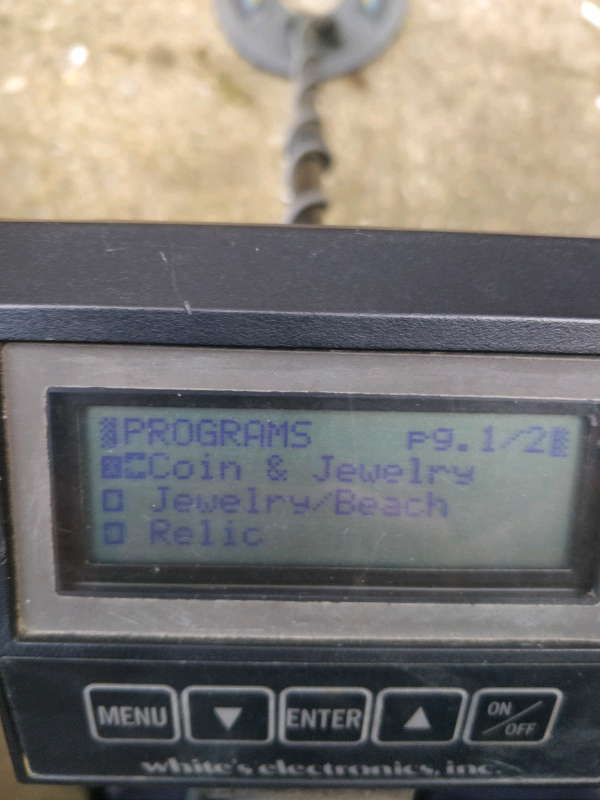 PROGRAMS pg.1/2
Coin & Jewelry
Jewelry/Beach
Relic
MENU ▼ ENTER ▲ ON/OFF
white's electronics, inc.